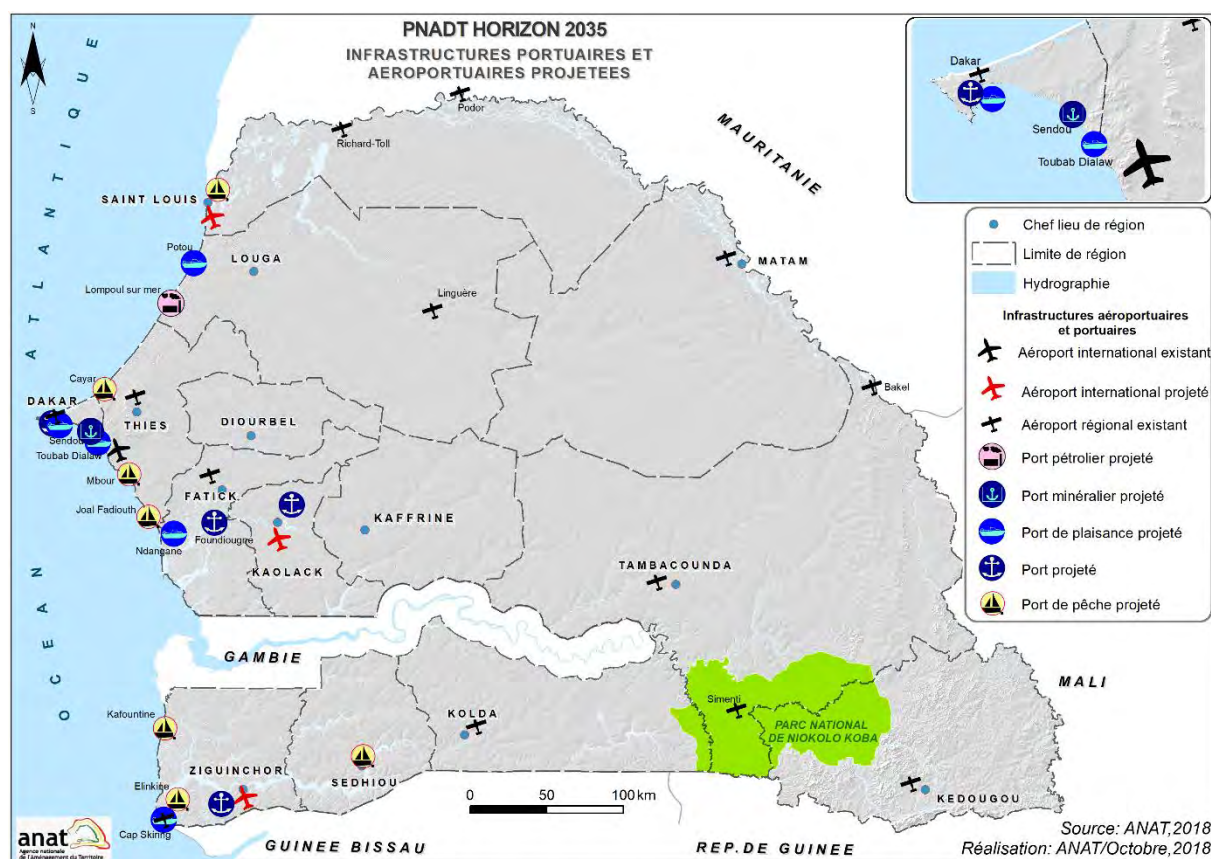 PNADT HORIZON 2035
INFRASTRUCTURES PORTUAIRES ET
AEROPORTUAIRES PROJETEES
N
S
OCEAN ATLANTIQUE
MAURITANIE
Podor
Richard-Toll
SAINT LOUIS
Potou
LOUGA
Lompoul sur mer
Linguère
MATAM
Bakel
Cayar
DAKAR
THIES
DIOURBEL
Sendou
Toubab Dialaw
Mbour
FATICK
Joal Fadiouth
Foundiougne
Ndangane
KAOLACK
KAFFRINE
TAMBACOUNDA
GAMBIE
MALI
Simenti
PARC NATIONAL
DE NIOKOLO KOBA
Kafountine
KOLDA
ZIGUINCHOR
SEDHIOU
Elinkine
Cap Skiring
KEDOUGOU
0 50 100 km
GUINEE BISSAU
REP.DE GUINEE
anat
Agence nationale
de l'Aménagement du Territoire
Source: ANAT,2018
Réalisation: ANAT/Octobre,2018
Dakar
Sendou
Toubab Dialaw
Chef lieu de région
Limite de région
Hydrographie
Infrastructures aéroportuaires
et portuaires
Aéroport international existant
Aéroport international projeté
Aéroport régional existant
Port pétrolier projeté
Port minéralier projeté
Port de plaisance projeté
Port projeté
Port de pêche projeté